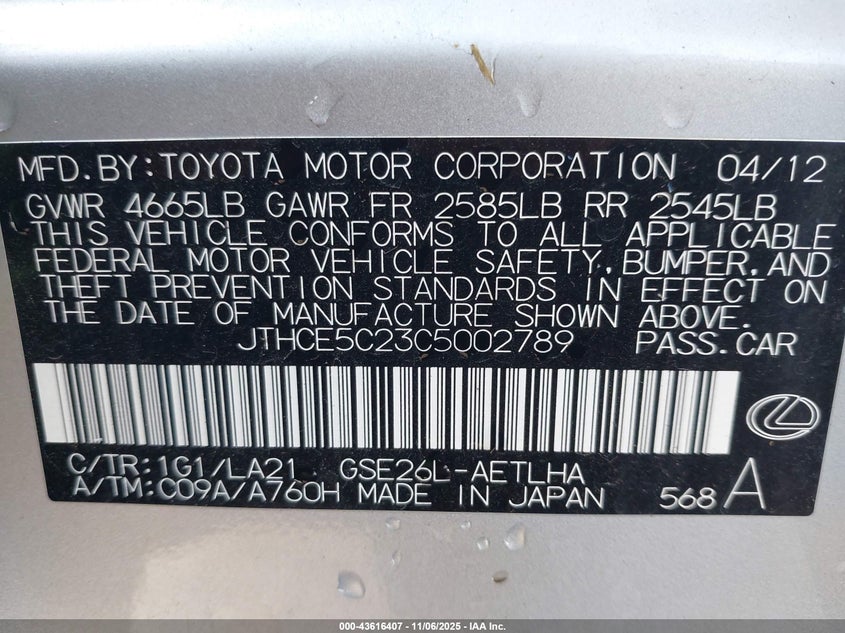 MFD.BY:TOYOTA MOTOR CORPORATION 04/12
GVWR 4665LB GAWR FR 2585LB RR 2545LB
THIS VEHICLE CONFORMS TO ALL APPLICABLE
FEDERAL MOTOR VEHICLE SAFETY,BUMPER,AND
THEFT PREVENTION STANDARDS IN EFFECT ON
THE DATE OF MANUFACTURE SHOWN ABOVE.
JTHCE5C23C5002789 PASS.CAR
C/TR:1G1/LA21 GSE26L-AETLHA
A/TM:C09A/A760H MADE IN JAPAN 568 A
000-43616407 - 11/06/2025 - IAA Inc.